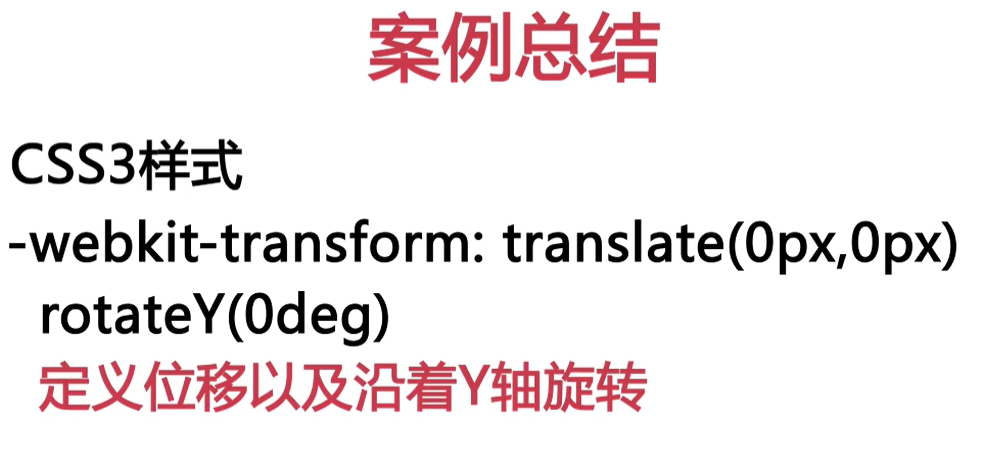 案例总结
CSS3样式
-webkit-transform: translate(0px,0px)
rotateY(0deg)
定义位移以及沿着Y轴旋转